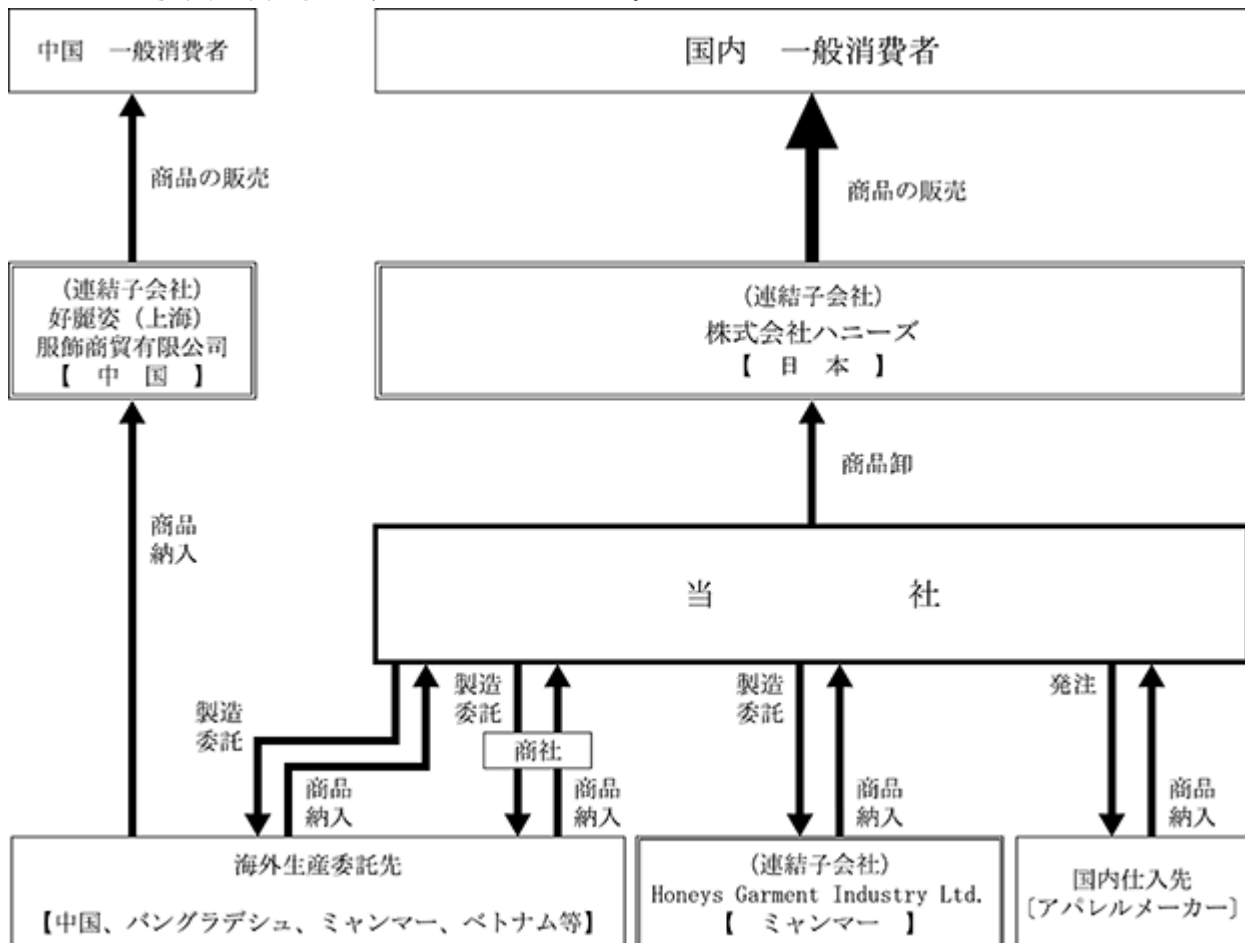 中国　一般消費者
国内　一般消費者
商品の販売
商品の販売
(連結子会社)
好麗姿（上海）
服飾商貿有限公司
【　中　国　】
(連結子会社)
株式会社ハニーズ
【　日　本　】
商品卸
商品
納入
当　　社
製造
委託
商品
納入
製造
委託
商社
商品
納入
製造
委託
商品
納入
発注
商品
納入
海外生産委託先
【中国、バングラデシュ、ミャンマー、ベトナム等】
(連結子会社)
Honeys Garment Industry Ltd.
【　ミャンマー　】
国内仕入先
〔アパレルメーカー〕